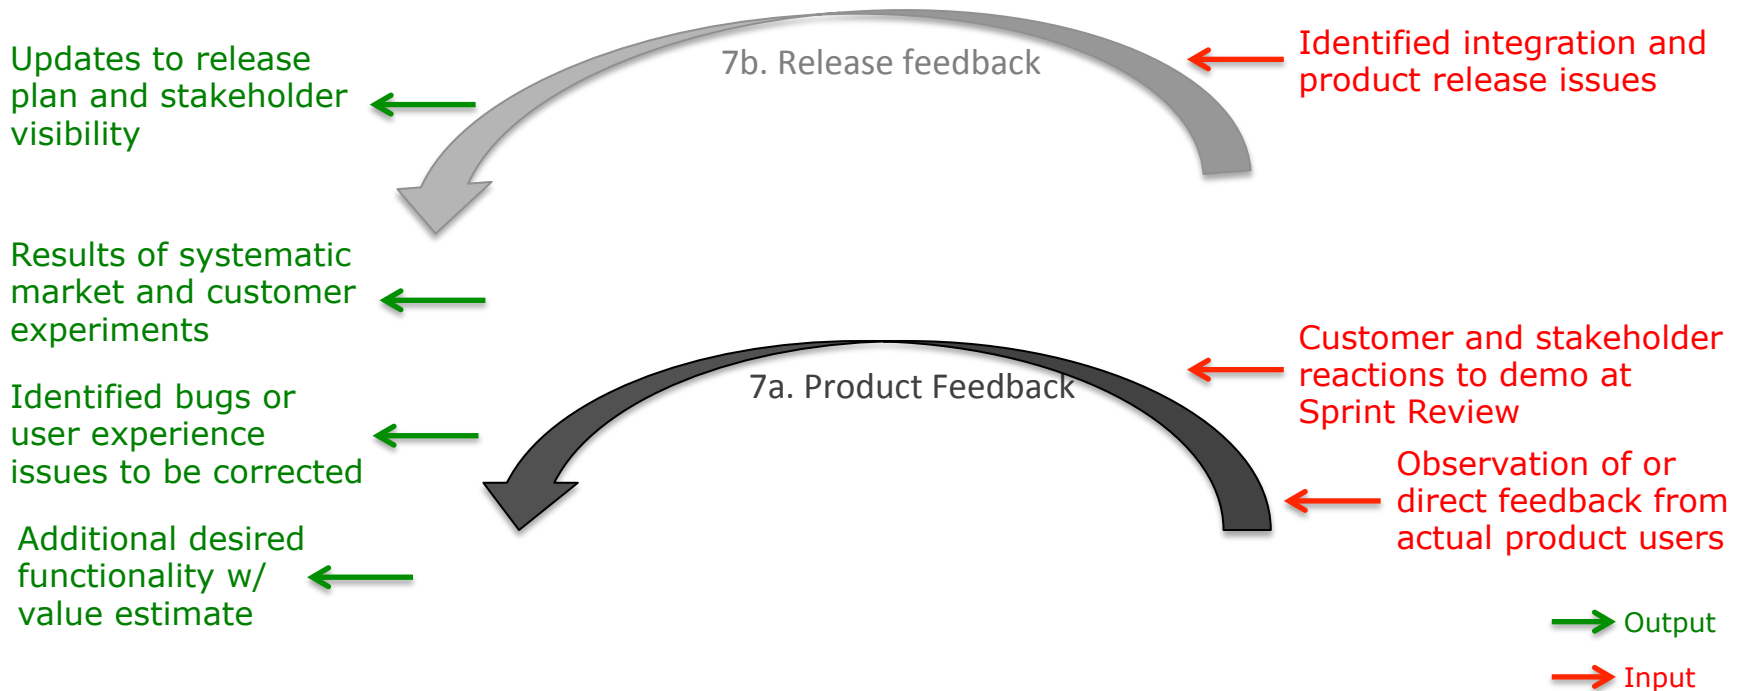 7b. Release feedback
Updates to release
plan and stakeholder
visibility
Identified integration and
product release issues
Results of systematic
market and customer
experiments
7a. Product Feedback
Customer and stakeholder
reactions to demo at
Sprint Review
Identified bugs or
user experience
issues to be corrected
Observation of or
direct feedback from
actual product users
Additional desired
functionality w/
value estimate
Output
Input